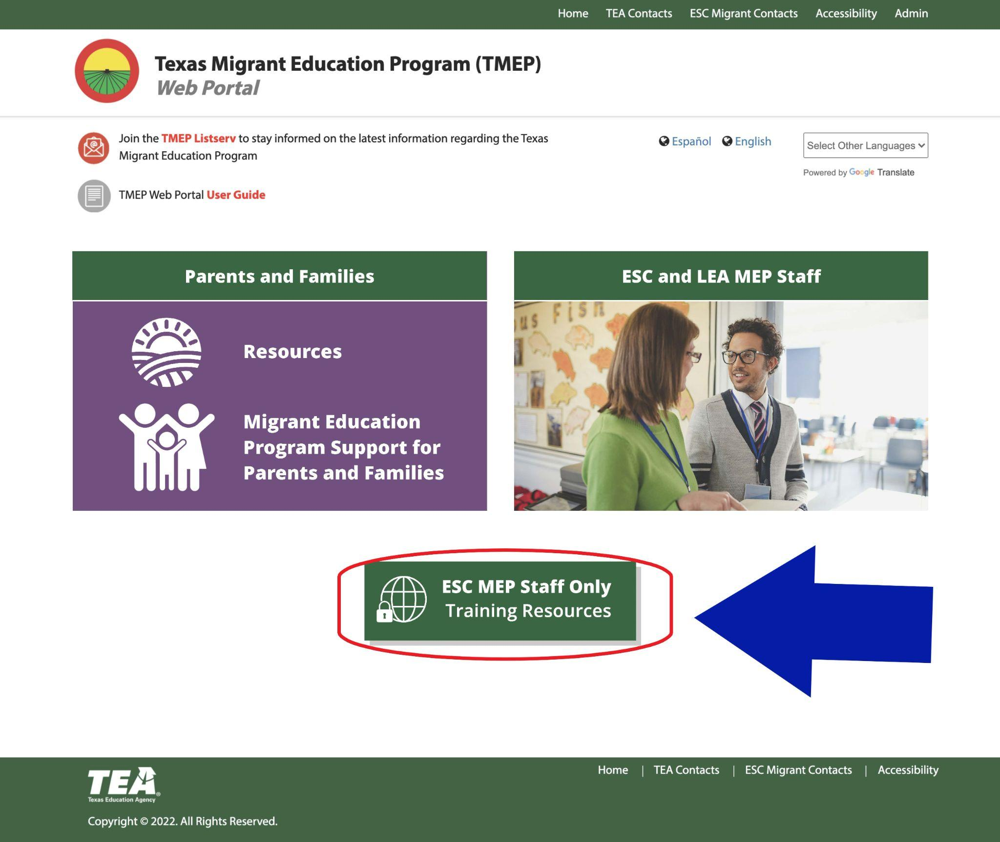 Home TEA Contacts ESC Migrant Contacts Accessibility Admin
Texas Migrant Education Program (TMEP)
Web Portal
Join the TMEP Listserv to stay informed on the latest information regarding the Texas
Migrant Education Program
Español English
Select Other Languages
Powered by Google Translate
TMEP Web Portal User Guide
Parents and Families
Resources
Migrant Education
Program Support for
Parents and Families
ESC and LEA MEP Staff
us Fish
ESC MEP Staff Only
Training Resources
TEA
Texas Education Agency
Home | TEA Contacts | ESC Migrant Contacts | Accessibility
Copyright © 2022. All Rights Reserved.